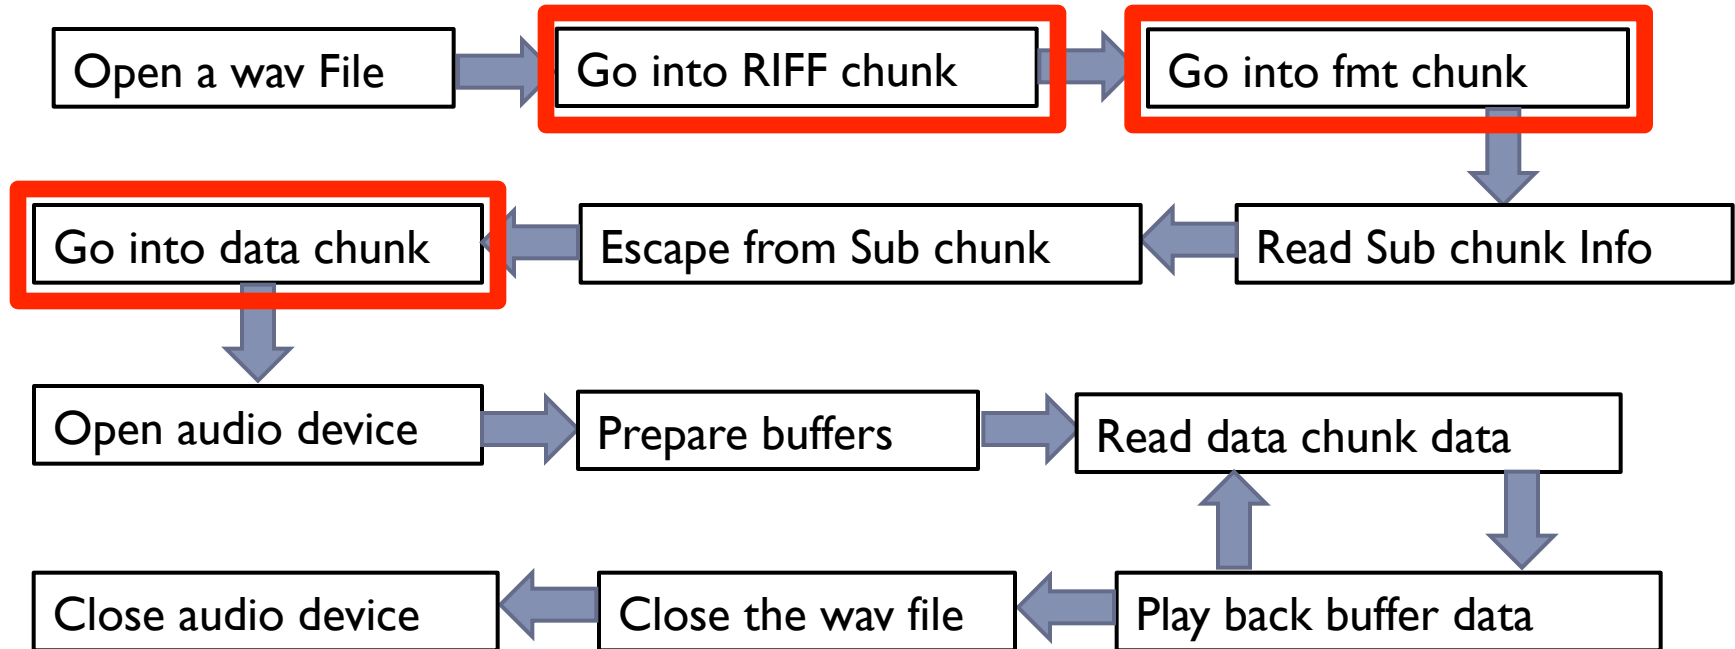 Open a wav File
Go into RIFF chunk
Go into fmt chunk
Read Sub chunk Info
Escape from Sub chunk
Go into data chunk
Open audio device
Prepare buffers
Read data chunk data
Play back buffer data
Close the wav file
Close audio device